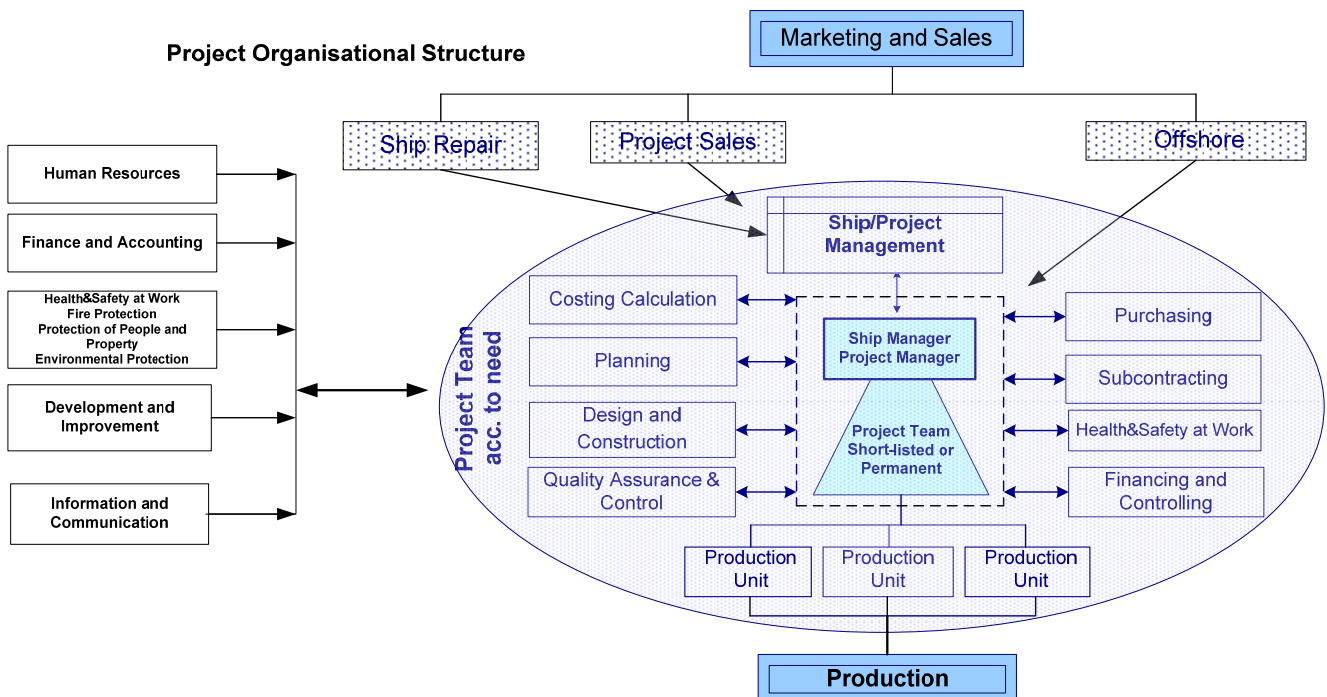 Project Organisational Structure
Marketing and Sales
Ship Repair
Project Sales
Offshore
Human Resources
Finance and Accounting
Health&Safety at Work
Fire Protection
Protection of People and
Property
Environmental Protection
Development and
Improvement
Information and
Communication
Project Team
acc. to need
Ship/Project
Management
Costing Calculation
Planning
Design and
Construction
Quality Assurance &
Control
Ship Manager
Project Manager
Project Team
Short-listed or
Permanent
Purchasing
Subcontracting
Health&Safety at Work
Financing and
Controlling
Production
Unit
Production
Unit
Production
Unit
Production